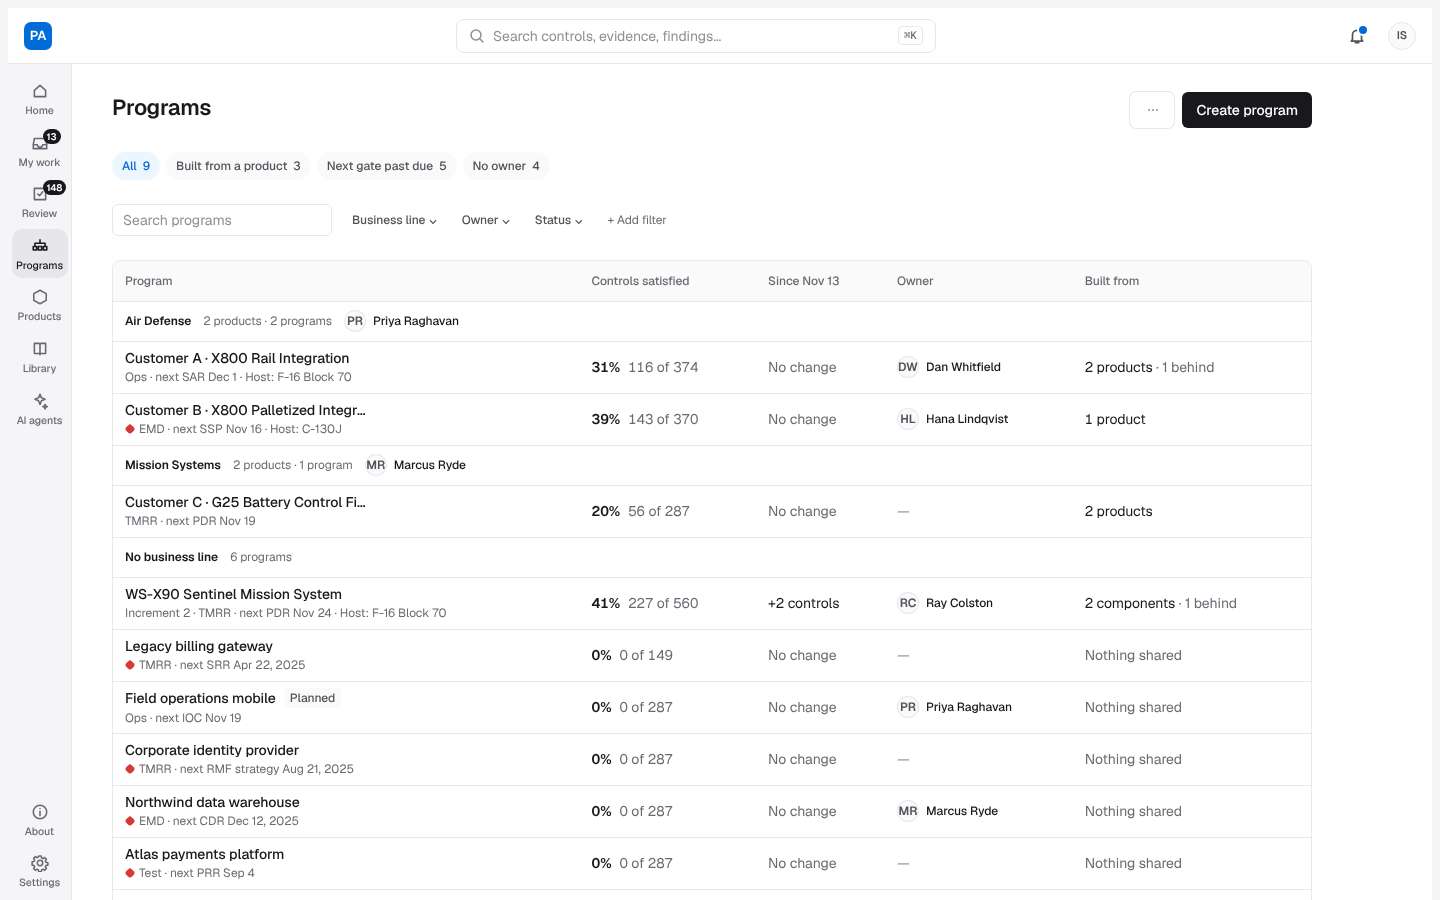 PA
Search controls, evidence, findings...
⌘K
IS
Home
13
My work
148
Review
Programs
Products
Library
AI agents
About
Settings
Programs
···
Create program
All 9
Built from a product 3
Next gate past due 5
No owner 4
Search programs
Business line
Owner
Status
+ Add filter
Program Controls satisfied Since Nov 13 Owner Built from
Air Defense 2 products · 2 programs PR Priya Raghavan
Customer A · X800 Rail Integration
Ops · next SAR Dec 1 · Host: F-16 Block 70
31% 116 of 374 No change DW Dan Whitfield 2 products · 1 behind
Customer B · X800 Palletized Integr...
EMD · next SSP Nov 16 · Host: C-130J
39% 143 of 370 No change HL Hana Lindqvist 1 product
Mission Systems 2 products · 1 program MR Marcus Ryde
Customer C · G25 Battery Control Fi...
TMRR · next PDR Nov 19
20% 56 of 287 No change — 2 products
No business line 6 programs
WS-X90 Sentinel Mission System
Increment 2 · TMRR · next PDR Nov 24 · Host: F-16 Block 70
41% 227 of 560 +2 controls RC Ray Colston 2 components · 1 behind
Legacy billing gateway
TMRR · next SRR Apr 22, 2025
0% 0 of 149 No change — Nothing shared
Field operations mobile Planned
Ops · next IOC Nov 19
0% 0 of 287 No change PR Priya Raghavan Nothing shared
Corporate identity provider
TMRR · next RMF strategy Aug 21, 2025
0% 0 of 287 No change — Nothing shared
Northwind data warehouse
EMD · next CDR Dec 12, 2025
0% 0 of 287 No change MR Marcus Ryde Nothing shared
Atlas payments platform
Test · next PRR Sep 4
0% 0 of 287 No change — Nothing shared